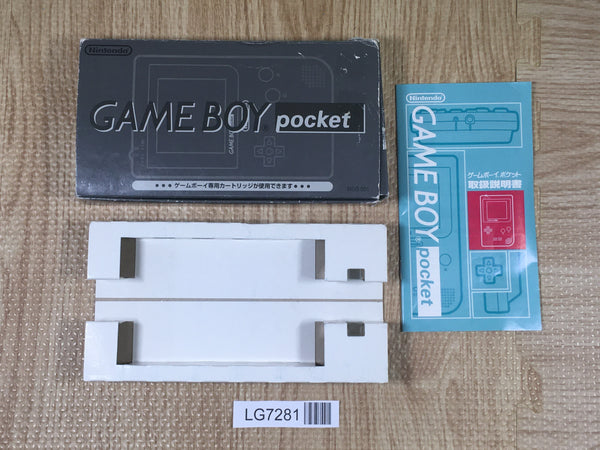 Nintendo
GAME BOY pocket
GAME BOY
•••ゲームボーイ専用カートリッジが使用できます•••
Nintendo
GAME BOY pocket
ゲームボーイ ポケット
取扱説明書
LG7281